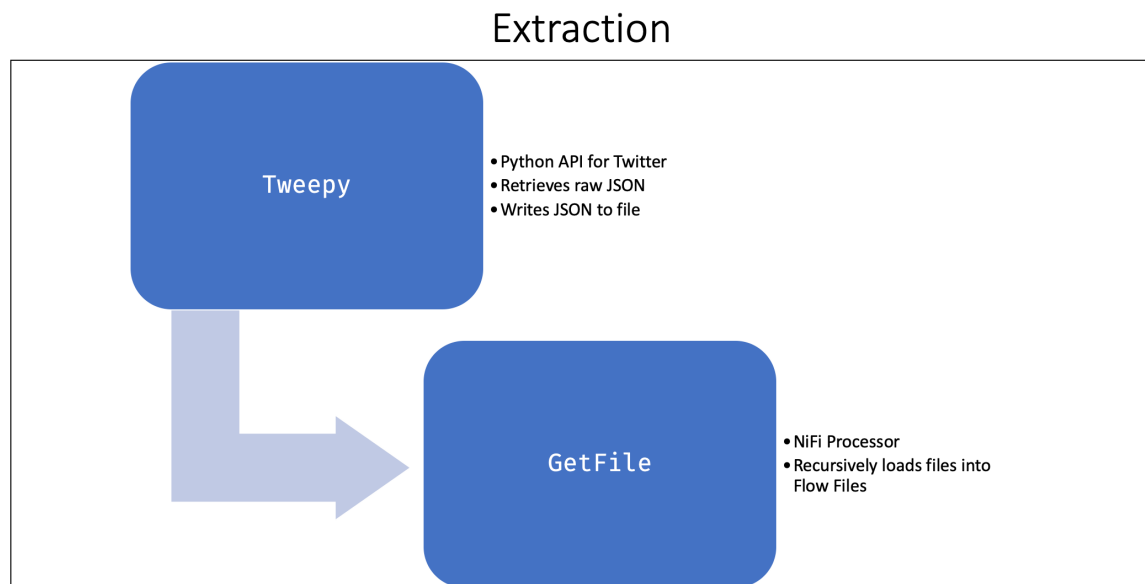 Extraction
Tweepy
• Python API for Twitter
• Retrieves raw JSON
• Writes JSON to file
GetFile
• NiFi Processor
• Recursively loads files into
Flow Files